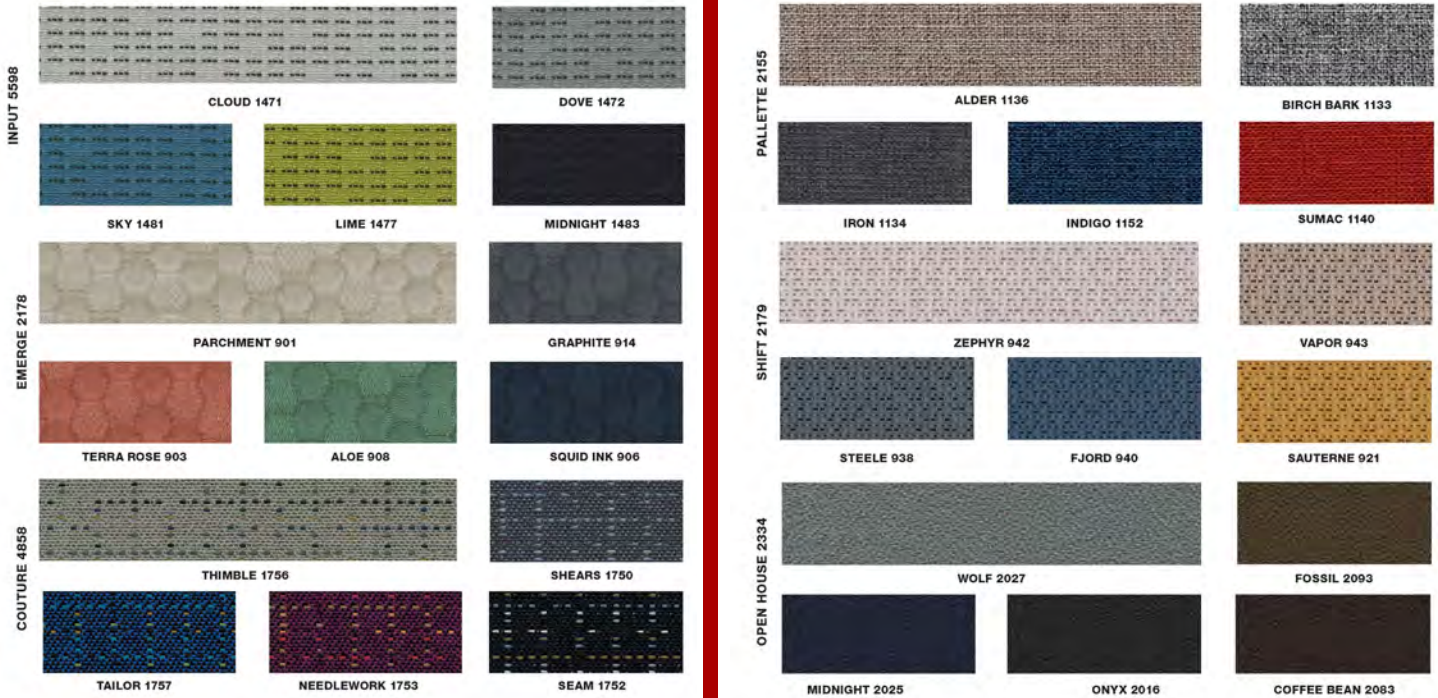 INPUT 5598
CLOUD 1471
DOVE 1472
SKY 1481
LIME 1477
MIDNIGHT 1483
EMERGE 2178
PARCHMENT 901
GRAPHITE 914
TERRA ROSE 903
ALOE 908
SQUID INK 906
COUTURE 4858
THIMBLE 1756
SHEARS 1750
TAILOR 1757
NEEDLEWORK 1753
SEAM 1752
PALLETTE 2155
ALDER 1136
BIRCH BARK 1133
IRON 1134
INDIGO 1152
SUMAC 1140
SHIFT 2179
ZEPHYR 942
VAPOR 943
STEELE 938
FJORD 940
SAUTERNE 921
OPEN HOUSE 2334
WOLF 2027
FOSSIL 2093
MIDNIGHT 2025
ONYX 2016
COFFEE BEAN 2083